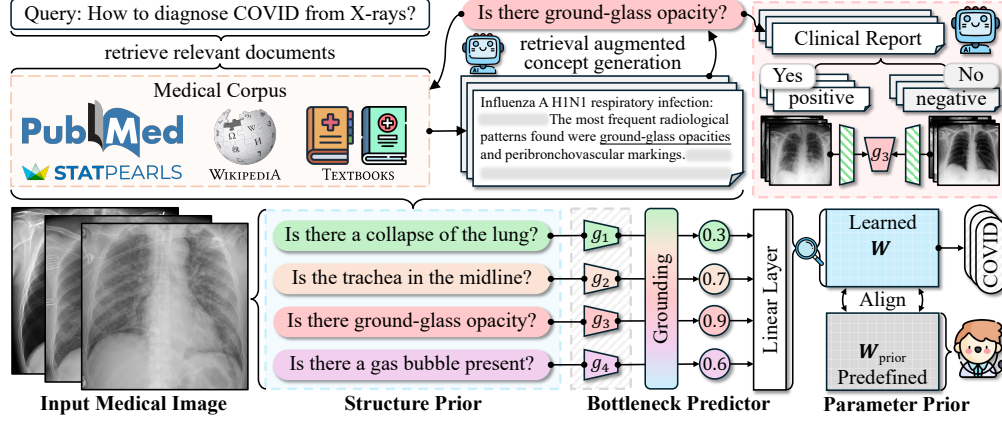 Query: How to diagnose COVID from X-rays?
retrieve relevant documents
Medical Corpus
PubMed
STATPEARLS
WIKIPEDIA
TEXTBOOKS
Is there ground-glass opacity?
AI
retrieval augmented
concept generation
Influenza A H1N1 respiratory infection:
The most frequent radiological
patterns found were ground-glass opacities
and peribronchovascular markings.
Clinical Report
AI
Yes
positive
No
negative
g3
Is there a collapse of the lung?
Is the trachea in the midline?
Is there ground-glass opacity?
Is there a gas bubble present?
g1
g2
g3
g4
Grounding
0.3
0.7
0.9
0.6
Linear Layer
Learned
W
COVID
Align
Wprior
Predefined
Input Medical Image
Structure Prior
Bottleneck Predictor
Parameter Prior